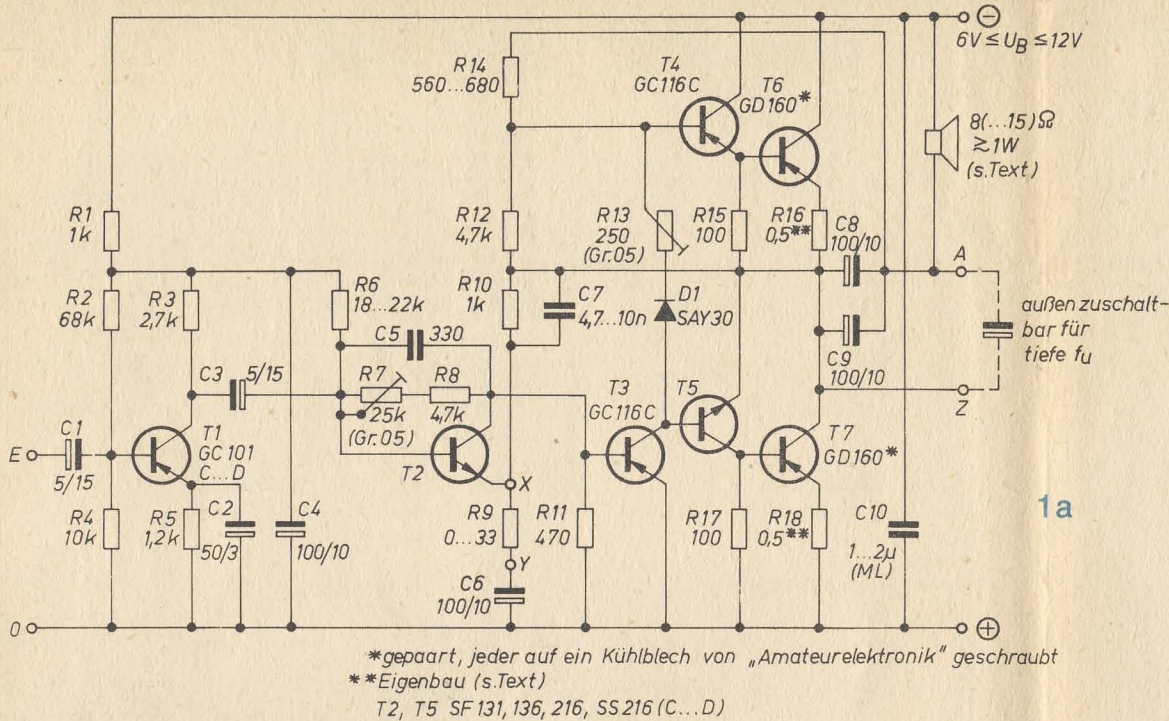 ⊖
6V ≤ U_B ≤ 12V
R14
560...680
T4
GC116C
T6
GD160*
8(...15)Ω
≳1W
(s.Text)
R1
1k
R12
4,7k
R13
250
(Gr.05)
R15
100
R16
0,5**
C8
100/10
A
R2
68k
R3
2,7k
R6
18...22k
R10
1k
C7
4,7...10n
D1
SAY30
außen zuschalt-
bar für
tiefe fu
C5
330
C9
100/10
C3
5/15
R7
25k
(Gr.05)
R8
4,7k
T3
GC116C
T5
Z
C1
5/15
E
T1
GC101
C...D
T2
X
T7
GD160*
R4
10k
R5
1,2k
C2
50/3
C4
100/10
R9
0...33
Y
R11
470
R17
100
R18
0,5**
C10
1...2μ
(ML)
1a
C6
100/10
0
⊕
*gepaart, jeder auf ein Kühlblech von „Amateurelektronik" geschraubt
**Eigenbau (s.Text)
T2, T5 SF131, 136, 216, SS216 (C...D)